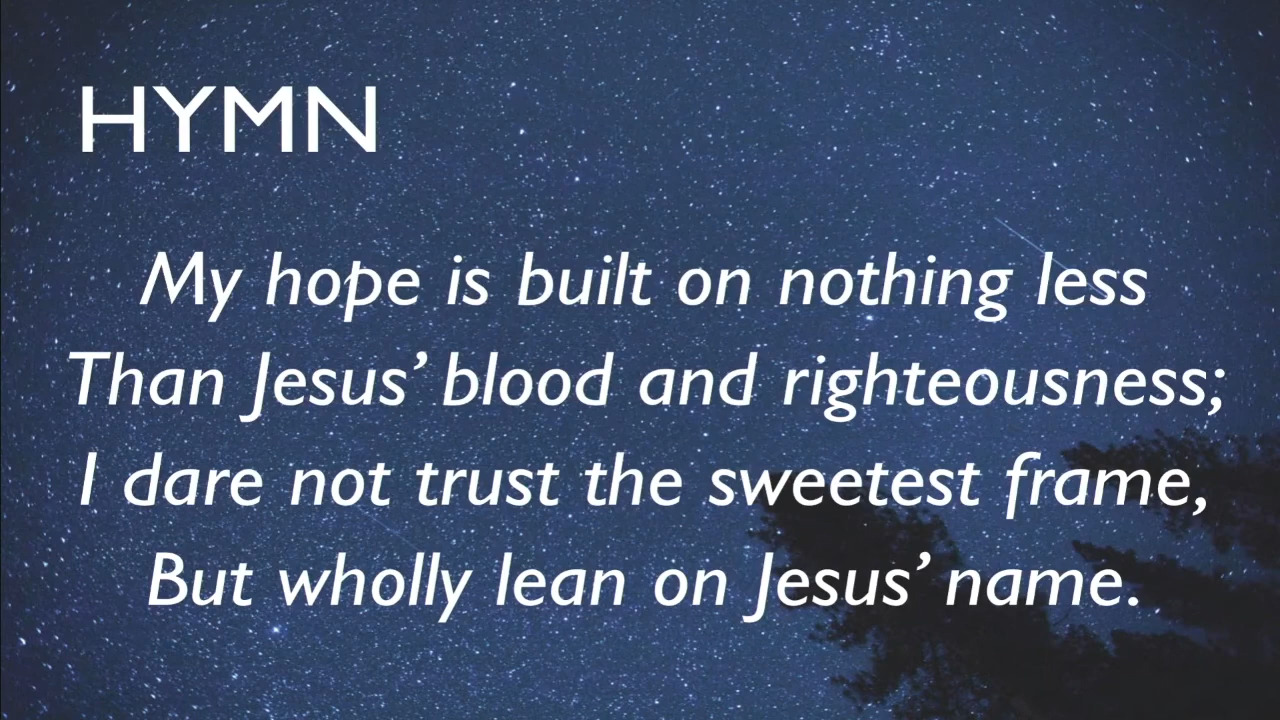 HYMN
My hope is built on nothing less
Than Jesus’ blood and righteousness;
I dare not trust the sweetest frame,
But wholly lean on Jesus’ name.